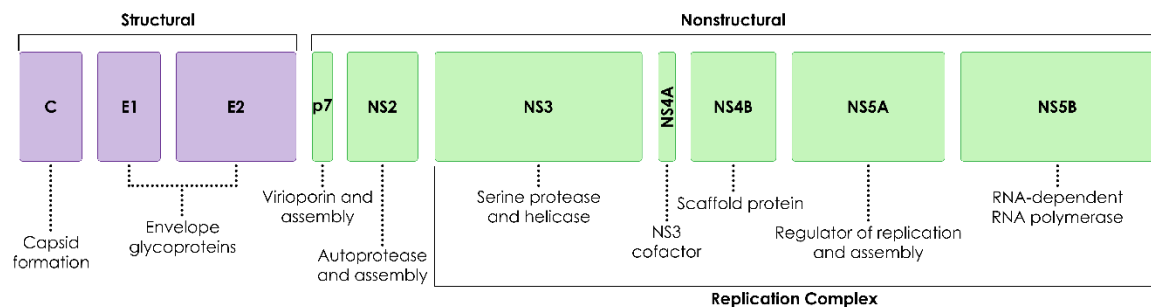 Structural
Nonstructural
C
E1
E2
p7
NS2
NS3
NS4A
NS4B
NS5A
NS5B
Capsid
formation
Envelope
glycoproteins
Virioporin and
assembly
Autoprotease
and assembly
Serine protease
and helicase
NS3
cofactor
Scaffold protein
Regulator of replication
and assembly
RNA-dependent
RNA polymerase
Replication Complex